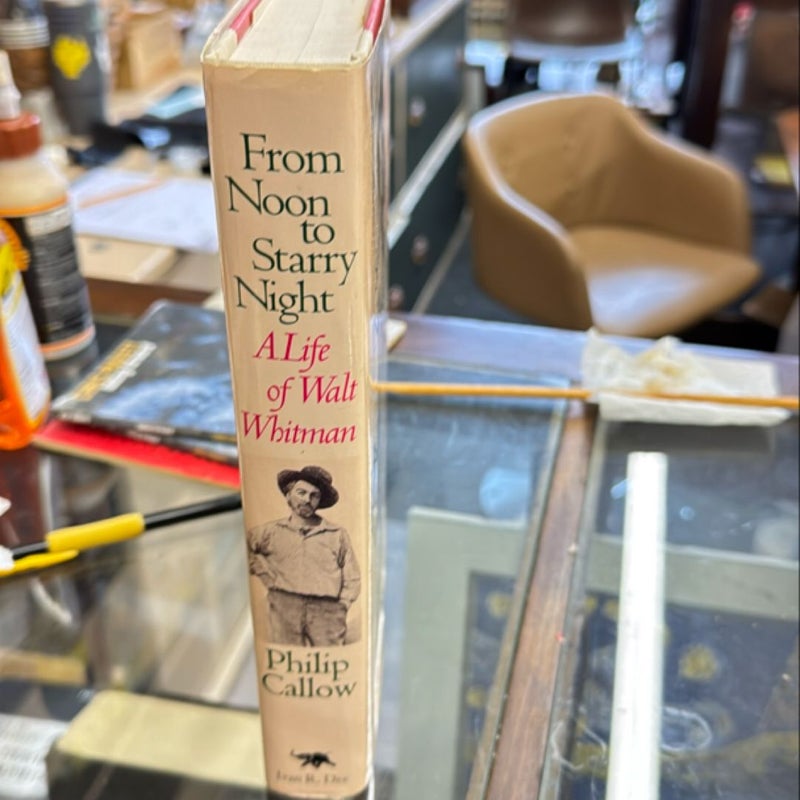 From
Noon
to
Starry
Night
A Life
of Walt
Whitman
Philip
Callow
Ivan R. Dee